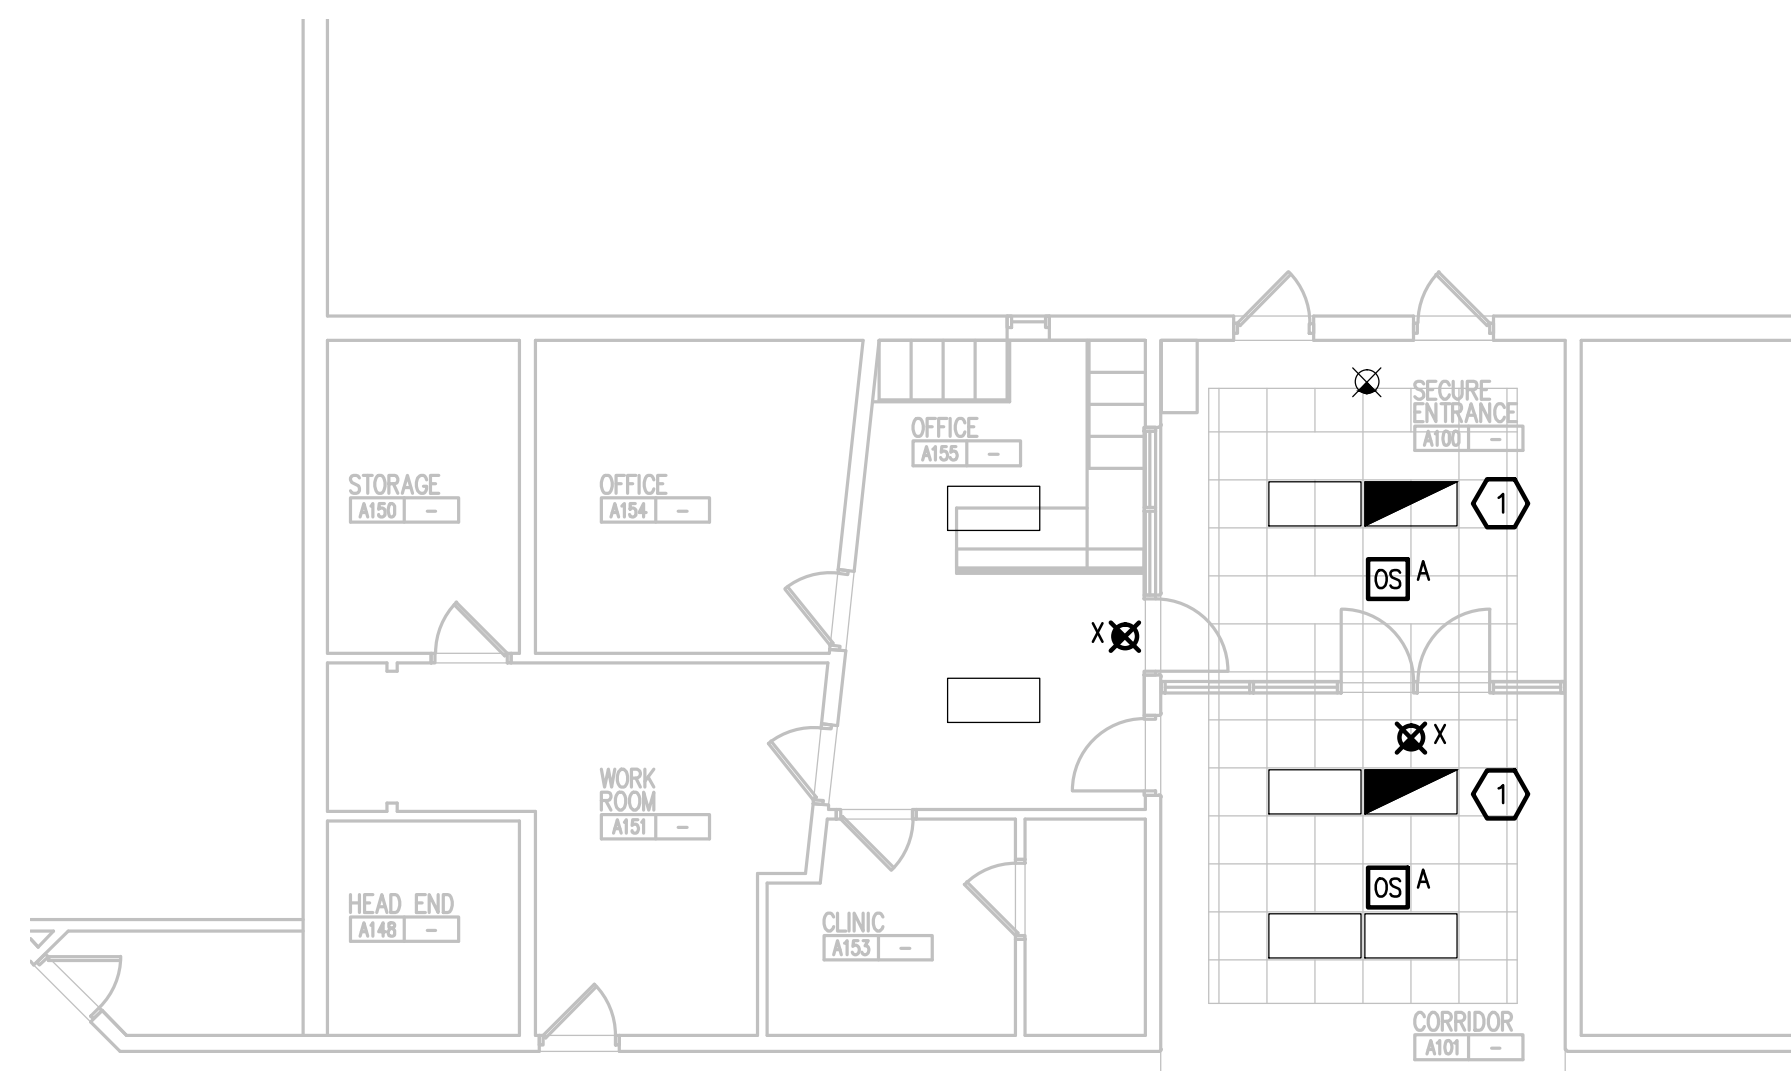 SECURE
ENTRANCE
A100 -
OFFICE
A155 -
STORAGE
A150 -
OFFICE
A154 -
1
OS A
X
X
WORK
ROOM
A151 -
1
OS A
HEAD END
A148 -
CLINIC
A153 -
CORRIDOR
A101 -